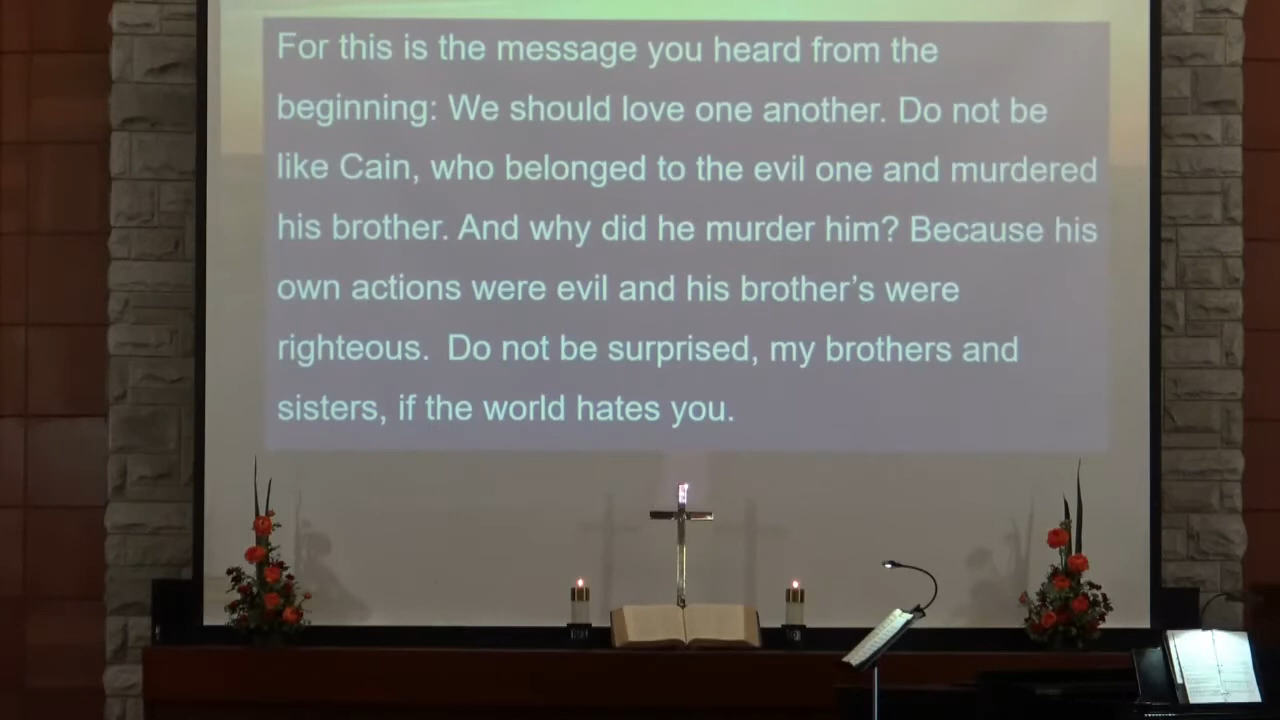 For this is the message you heard from the
beginning: We should love one another. Do not be
like Cain, who belonged to the evil one and murdered
his brother. And why did he murder him? Because his
own actions were evil and his brother’s were
righteous.  Do not be surprised, my brothers and
sisters, if the world hates you.